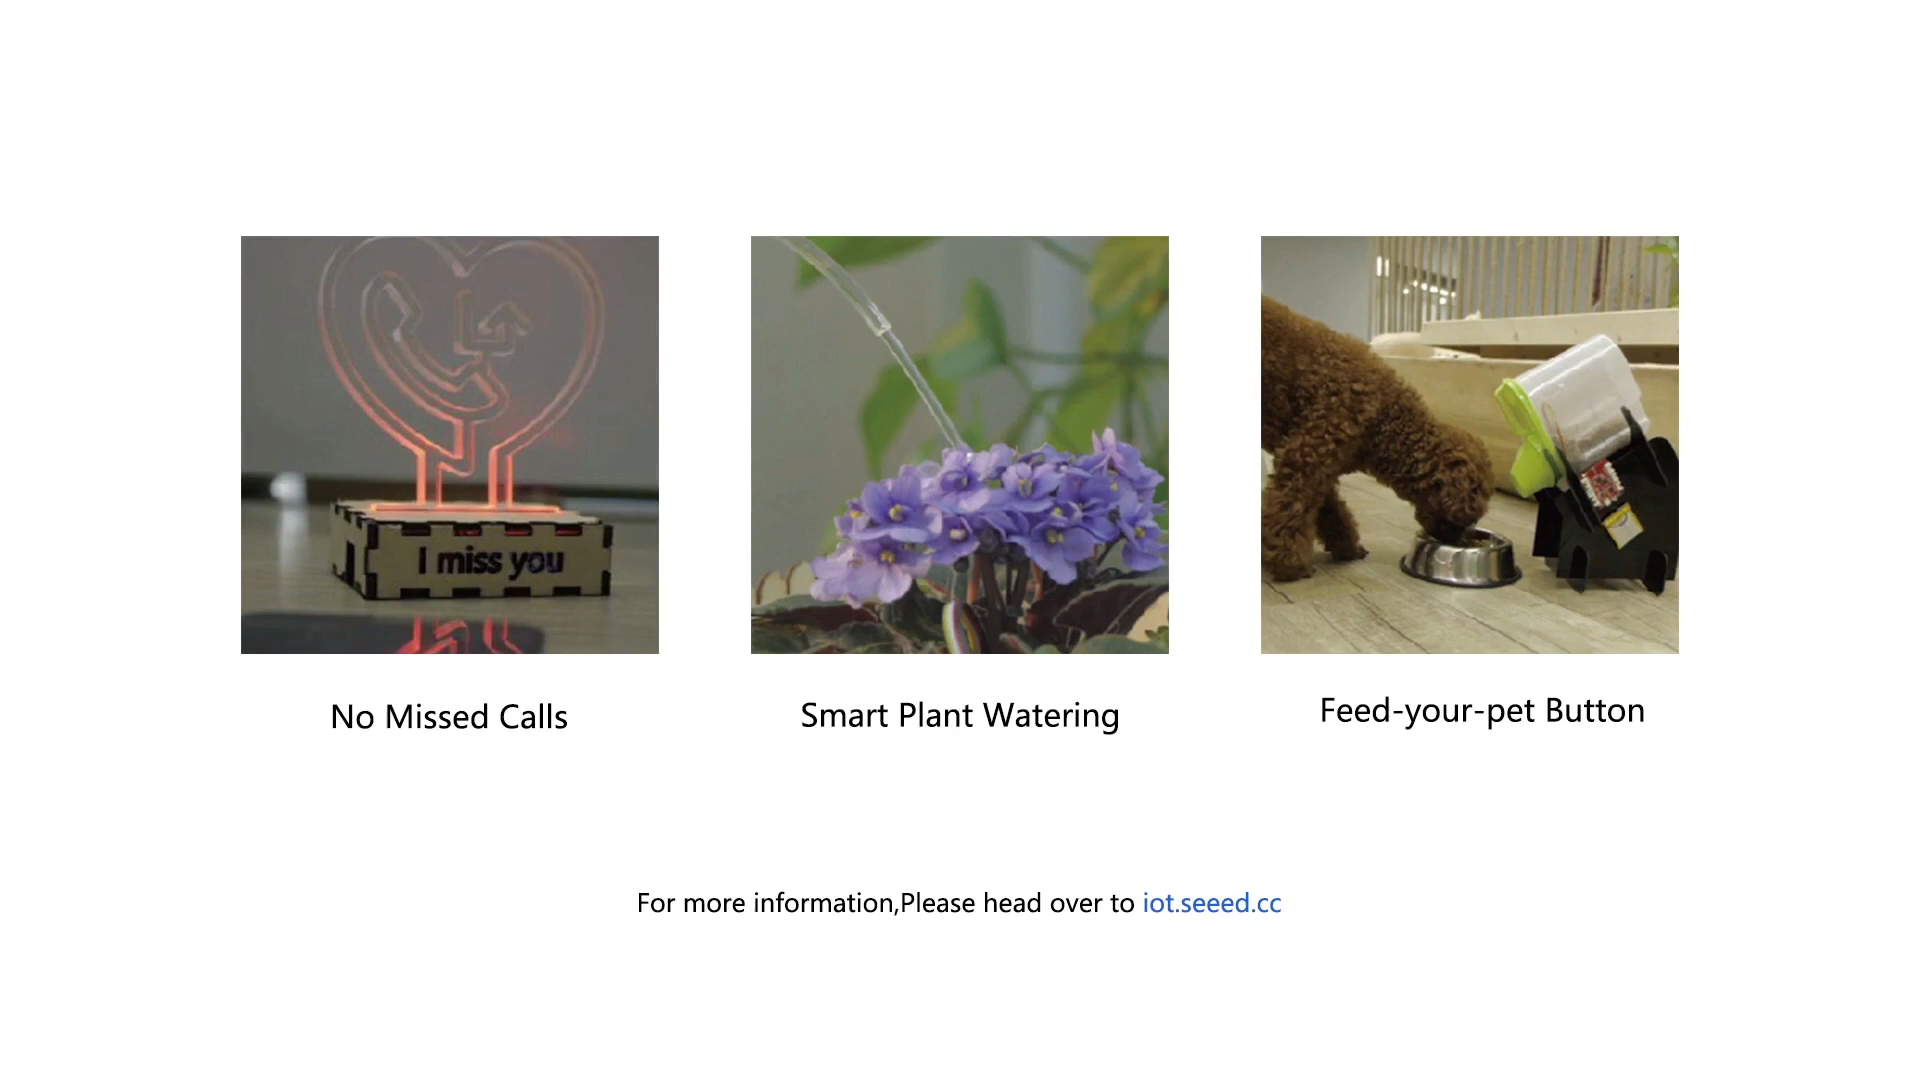 I miss you
No Missed Calls
Smart Plant Watering
Feed-your-pet Button
For more information,Please head over to iot.seeed.cc